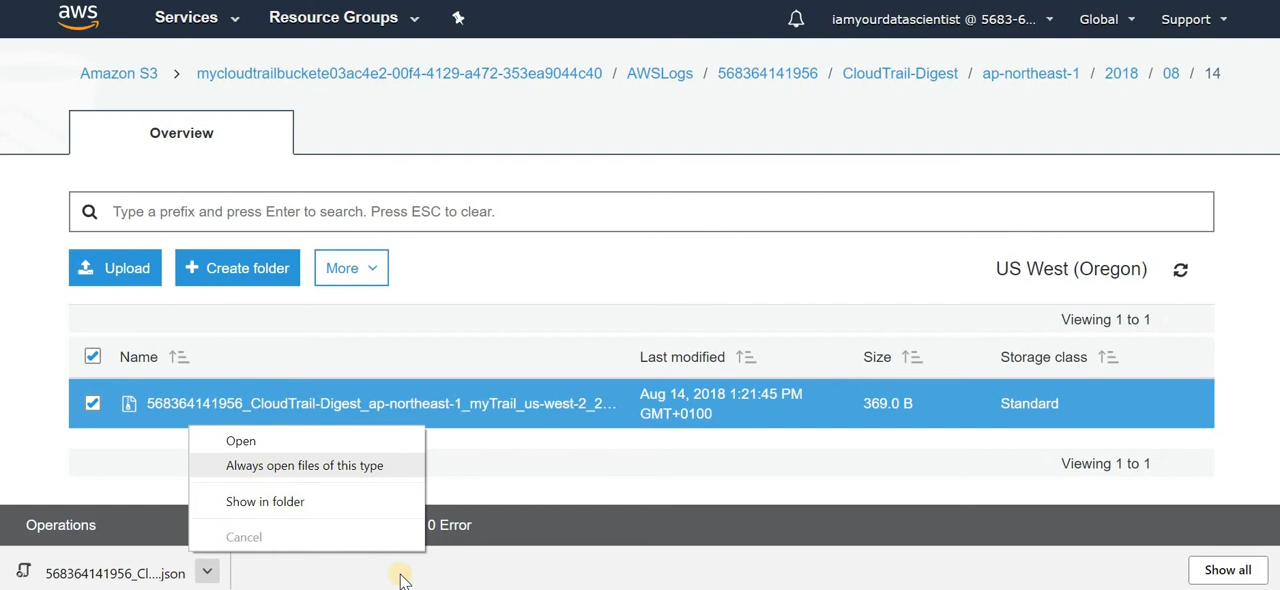 aws Services Resource Groups iamyourdatascientist @ 5683-6... Global Support
Amazon S3 > mycloudtrailbuckete03ac4e2-00f4-4129-a472-353ea9044c40 / AWSLogs / 568364141956 / CloudTrail-Digest / ap-northeast-1 / 2018 / 08 / 14
Overview
Type a prefix and press Enter to search. Press ESC to clear.
Upload + Create folder More US West (Oregon)
Viewing 1 to 1
Name Last modified Size Storage class
568364141956_CloudTrail-Digest_ap-northeast-1_myTrail_us-west-2_2... Aug 14, 2018 1:21:45 PM GMT+0100 369.0 B Standard
Open
Always open files of this type
Viewing 1 to 1
Show in folder
Operations 0 Error
Cancel
568364141956_Cl....json Show all